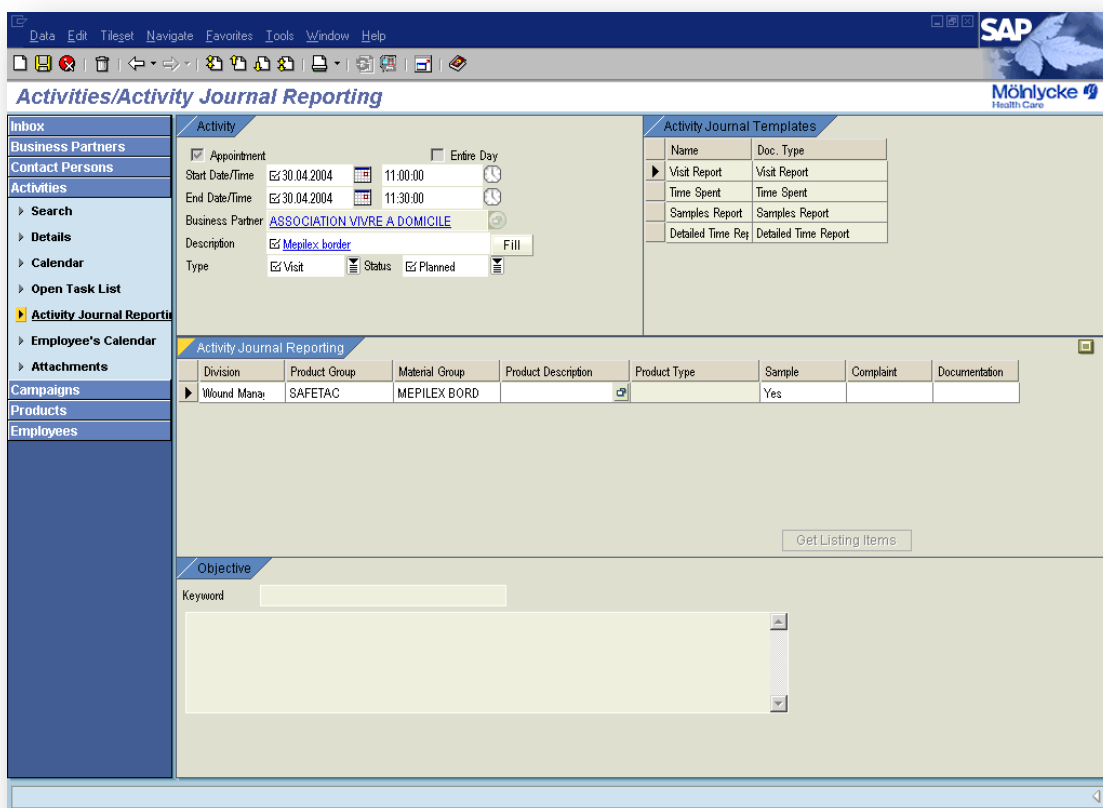 Data Edit Tileset Navigate Favorites Tools Window Help
SAP
Activities/Activity Journal Reporting
Mölnlycke
Health Care
Inbox
Business Partners
Contact Persons
Activities
Search
Details
Calendar
Open Task List
Activity Journal Reportin
Employee's Calendar
Attachments
Campaigns
Products
Employees
Activity
Appointment Entire Day
Start Date/Time 30.04.2004 11:00:00
End Date/Time 30.04.2004 11:30:00
Business Partner ASSOCIATION VIVRE A DOMICILE
Description Mepilex border Fill
Type Visit Status Planned
Activity Journal Templates
Name Doc. Type
Visit Report Visit Report
Time Spent Time Spent
Samples Report Samples Report
Detailed Time Rep Detailed Time Report
Activity Journal Reporting
Division Product Group Material Group Product Description Product Type Sample Complaint Documentation
Wound Manag SAFETAC MEPILEX BORD Yes
Get Listing Items
Objective
Keyword